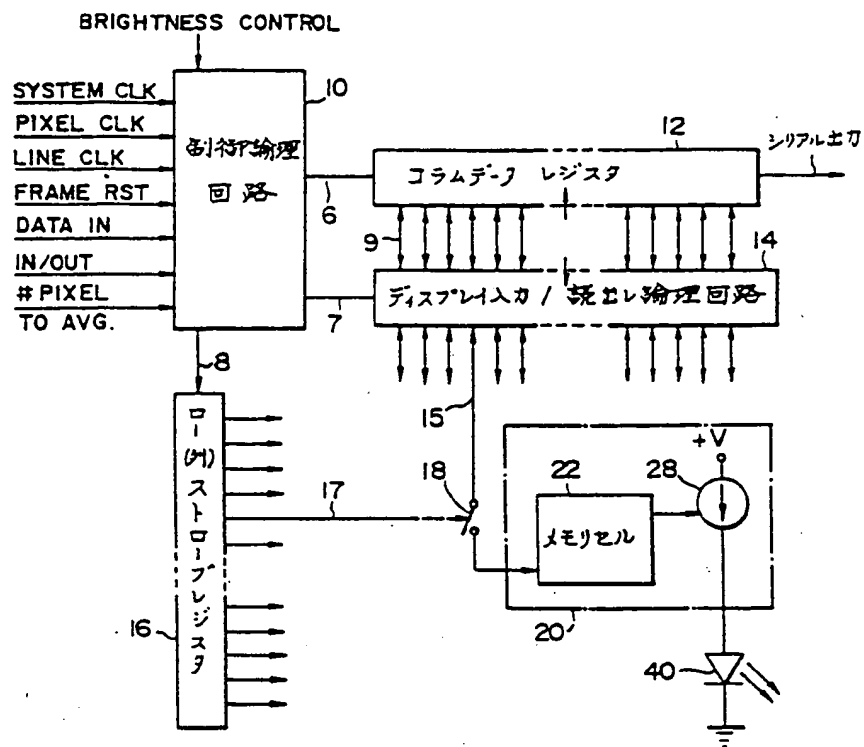 BRIGHTNESS CONTROL
SYSTEM CLK
PIXEL CLK
LINE CLK
FRAME RST
DATA IN
IN/OUT
#PIXEL
TO AVG.
10
制御論理
回路
6
7
8
12
コラムデータ レジスタ
シリアル出力
9
14
ディスプレイ入力/読出し論理回路
15
16
ロー(列)ストローブレジスタ
17
18
+V
22
28
メモリセル
20
40